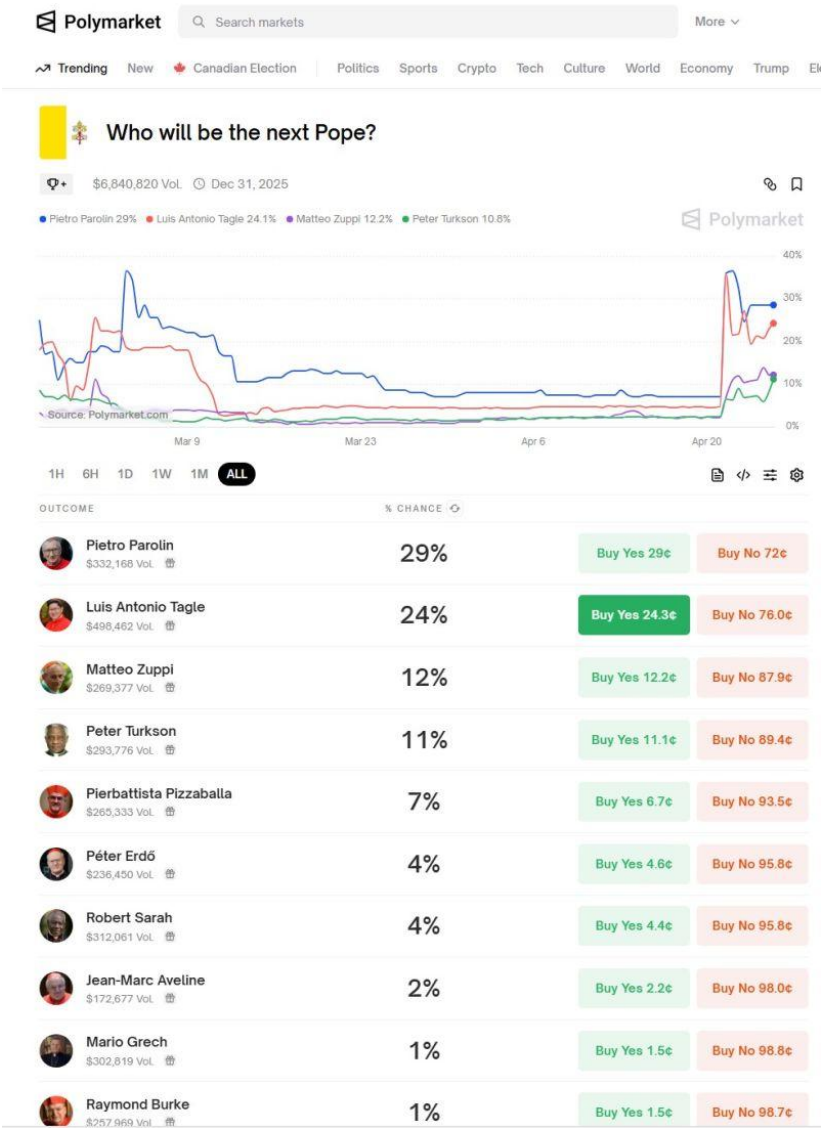 Polymarket
Search markets
More
Trending New Canadian Election Politics Sports Crypto Tech Culture World Economy Trump
Who will be the next Pope?
$6,840,820 Vol. Dec 31, 2025
Pietro Parolin 29% Luis Antonio Tagle 24.1% Matteo Zuppi 12.2% Peter Turkson 10.8%
Polymarket
40%
30%
20%
10%
0%
Source: Polymarket.com
Mar 9 Mar 23 Apr 6 Apr 20
1H 6H 1D 1W 1M ALL
OUTCOME % CHANCE
Pietro Parolin
$332,168 Vol.
29% Buy Yes 29¢ Buy No 72¢
Luis Antonio Tagle
$498,462 Vol.
24% Buy Yes 24.3¢ Buy No 76.0¢
Matteo Zuppi
$269,377 Vol.
12% Buy Yes 12.2¢ Buy No 87.9¢
Peter Turkson
$293,776 Vol.
11% Buy Yes 11.1¢ Buy No 89.4¢
Pierbattista Pizzaballa
$265,333 Vol.
7% Buy Yes 6.7¢ Buy No 93.5¢
Péter Erdő
$236,450 Vol.
4% Buy Yes 4.6¢ Buy No 95.8¢
Robert Sarah
$312,061 Vol.
4% Buy Yes 4.4¢ Buy No 95.8¢
Jean-Marc Aveline
$172,677 Vol.
2% Buy Yes 2.2¢ Buy No 98.0¢
Mario Grech
$302,819 Vol.
1% Buy Yes 1.5¢ Buy No 98.8¢
Raymond Burke
$257,969 Vol.
1% Buy Yes 1.5¢ Buy No 98.7¢